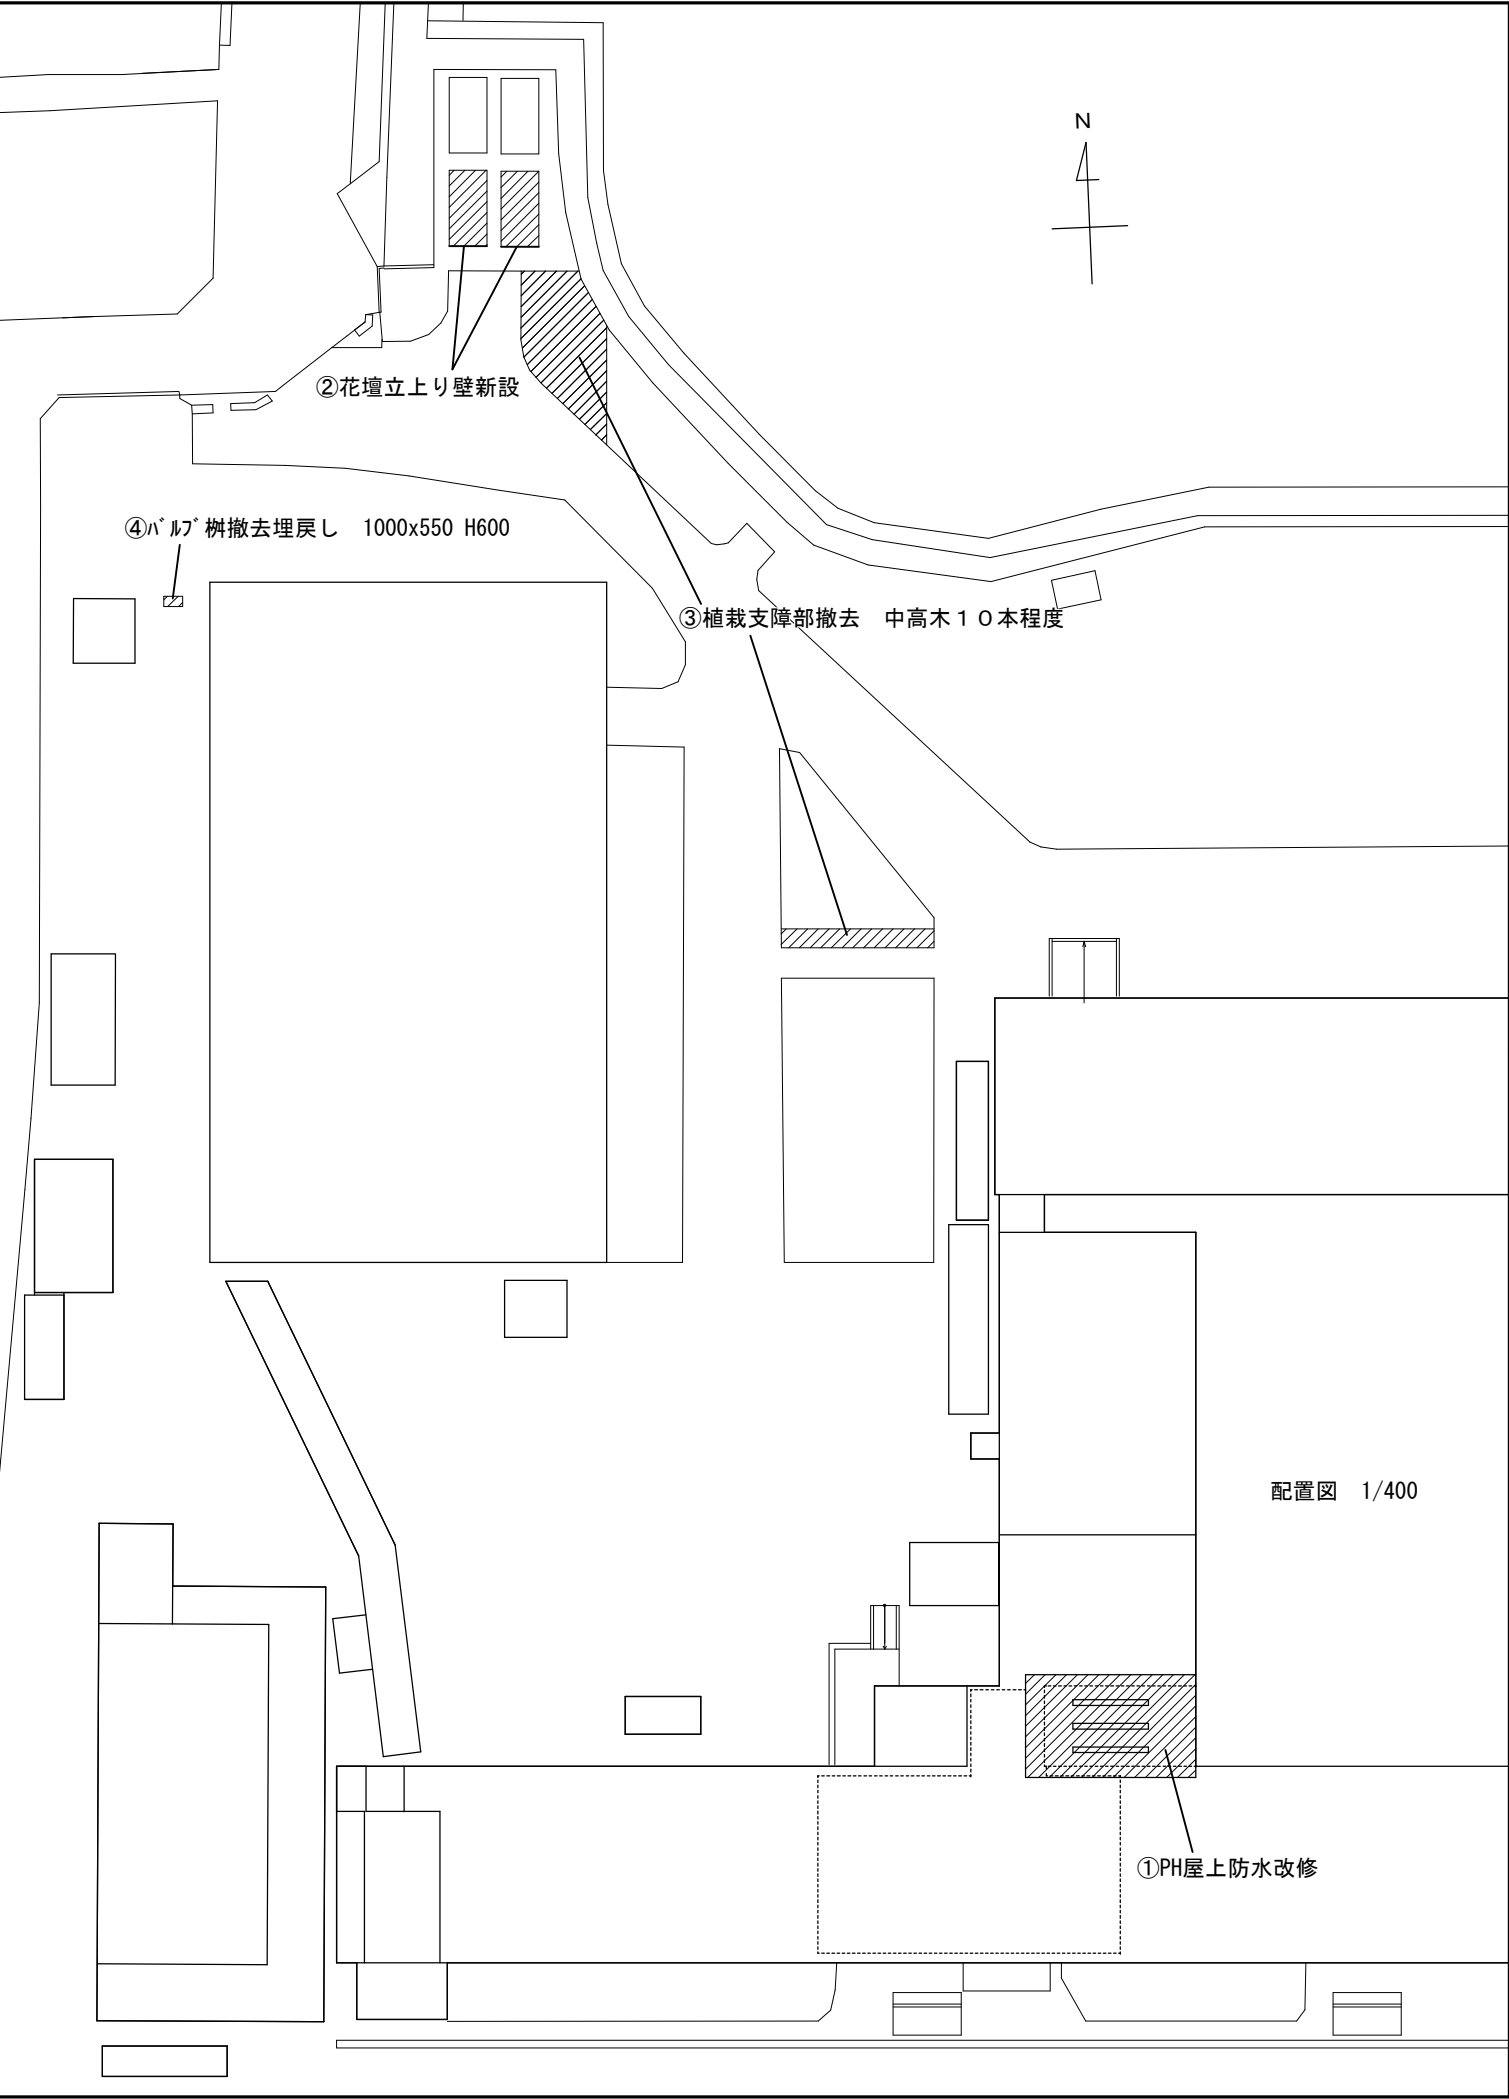 N
②花壇立上り壁新設
④ﾊﾞﾙﾌﾞ桝撤去埋戻し　1000x550 H600
③植栽支障部撤去　中高木１０本程度
配置図　1/400
①PH屋上防水改修